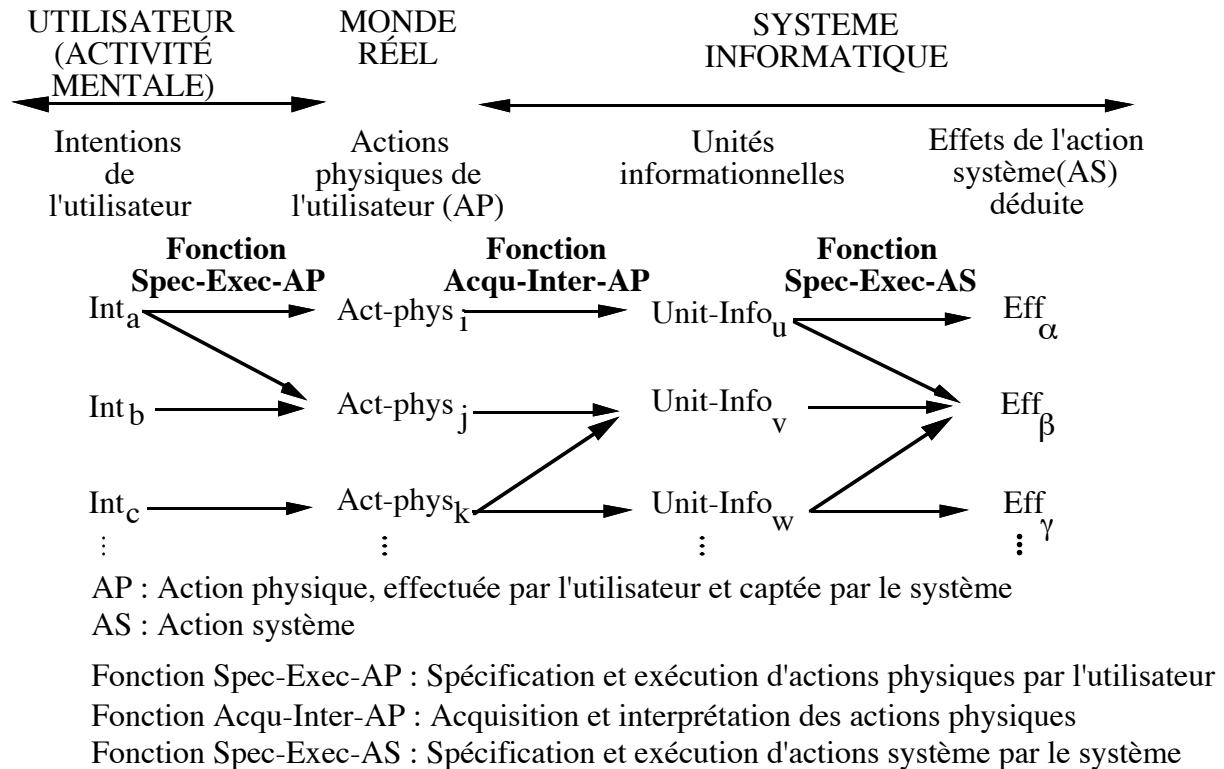 UTILISATEUR
(ACTIVITÉ
MENTALE)
MONDE
RÉEL
SYSTEME
INFORMATIQUE
Intentions
de
l'utilisateur
Actions
physiques de
l'utilisateur (AP)
Unités
informationnelles
Effets de l'action
système(AS)
déduite
Fonction
Spec-Exec-AP
Fonction
Acqu-Inter-AP
Fonction
Spec-Exec-AS
Int a Act-phys i Unit-Info u Eff α
Int b Act-phys j Unit-Info v Eff β
Int c Act-phys k Unit-Info w Eff γ
AP : Action physique, effectuée par l'utilisateur et captée par le système
AS : Action système
Fonction Spec-Exec-AP : Spécification et exécution d'actions physiques par l'utilisateur
Fonction Acqu-Inter-AP : Acquisition et interprétation des actions physiques
Fonction Spec-Exec-AS : Spécification et exécution d'actions système par le système